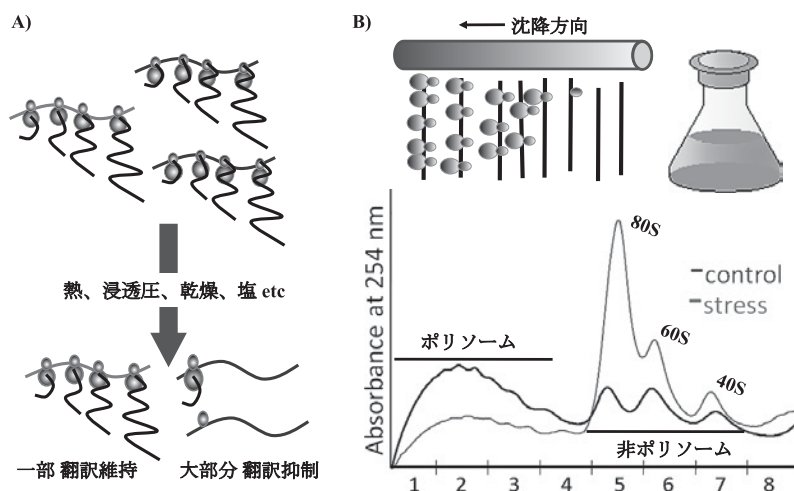 A)
熱、浸透圧、乾燥、塩 etc
一部 翻訳維持
大部分 翻訳抑制
B)
沈降方向
Absorbance at 254 nm
80S
60S
40S
control
stress
ポリソーム
非ポリソーム
1 2 3 4 5 6 7 8